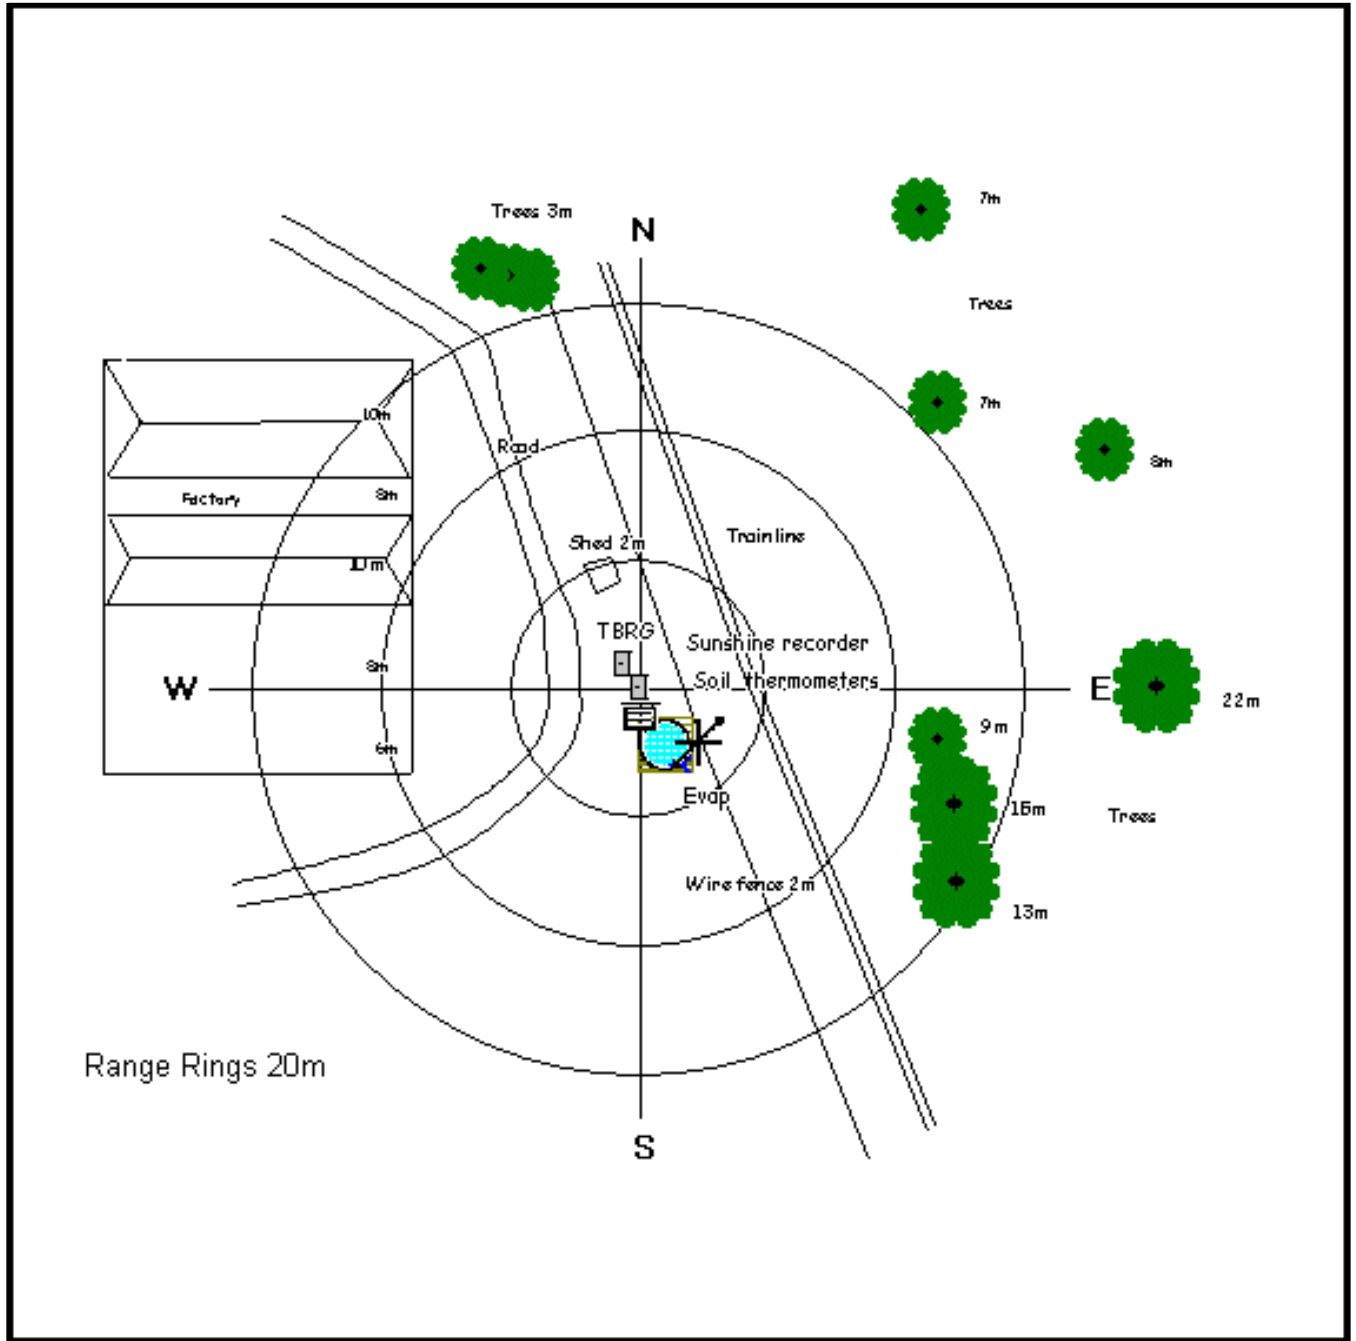 7m
Trees 3m
N
Trees
7m
10m
Road
8m
Factory
8m
Trainline
Shed 2m
10m
TBRG
Sunshine recorder
8m
Soil thermometers
W
E
22m
9m
6m
Evap
15m
Trees
Wire fence 2m
13m
Range Rings 20m
S